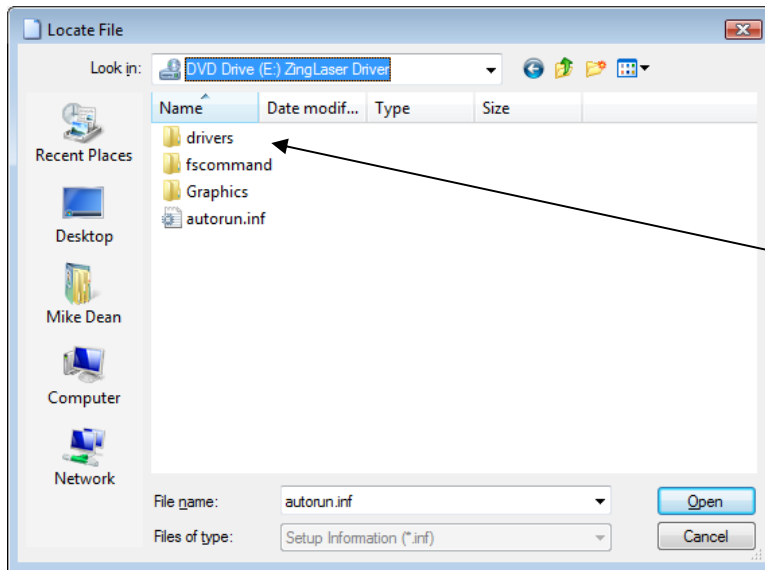 Locate File
Look in: DVD Drive (E:) ZingLaser Driver
Name Date modif... Type Size
drivers
Recent Places
fscommand
Graphics
autorun.inf
Desktop
Mike Dean
Computer
Network
File name: autorun.inf Open
Files of type: Setup Information (*.inf) Cancel